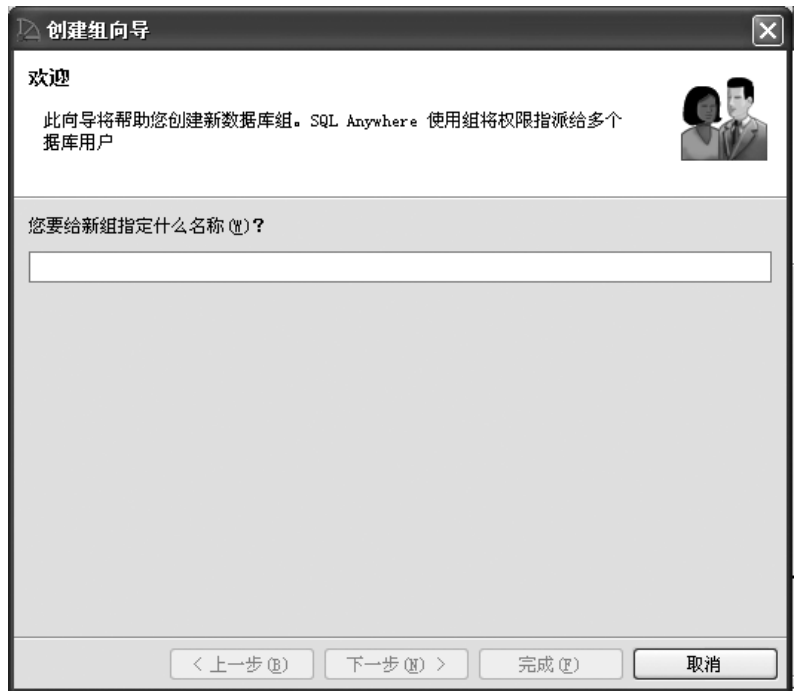 创建组向导
欢迎
此向导将帮助您创建新数据库组。SQL Anywhere 使用组将权限指派给多个
据库用户
您要给新组指定什么名称(W)?
< 上一步(B)
下一步(N) >
完成(F)
取消